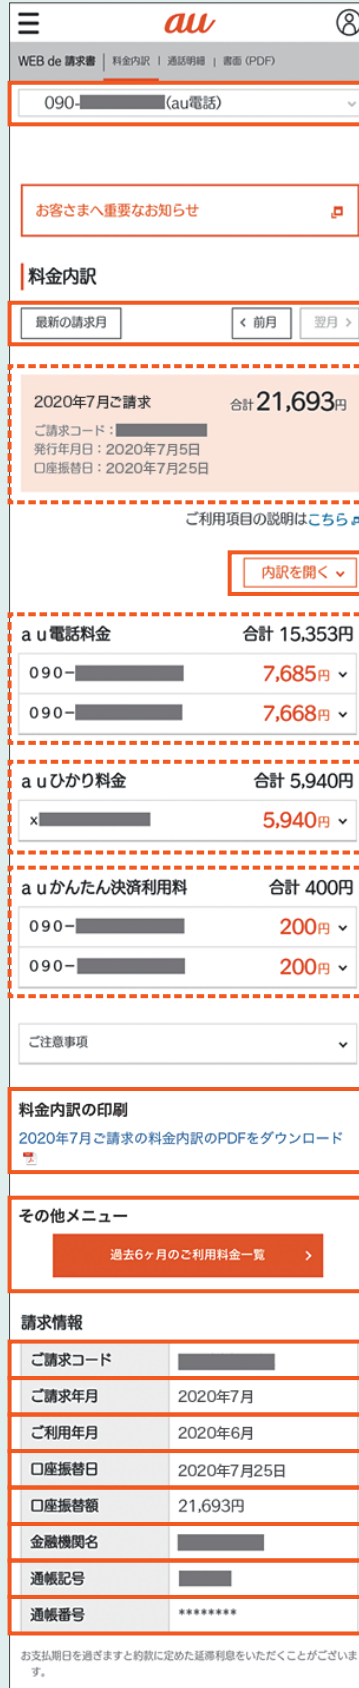 au
WEB de 請求書 | 料金内訳 | 通話明細 | 書面 (PDF)
090- (au電話)
お客さまへ重要なお知らせ
料金内訳
最新の請求月 < 前月 翌月 >
2020年7月ご請求 合計21,693円
ご請求コード：
発行年月日：2020年7月5日
口座振替日：2020年7月25日
ご利用項目の説明はこちら
内訳を開く
au電話料金 合計 15,353円
090- 7,685円
090- 7,668円
auひかり料金 合計 5,940円
x 5,940円
auかんたん決済利用料 合計 400円
090- 200円
090- 200円
ご注意事項
料金内訳の印刷
2020年7月ご請求の料金内訳のPDFをダウンロード
その他メニュー
過去6ヶ月のご利用料金一覧 >
請求情報
ご請求コード
ご請求年月 2020年7月
ご利用年月 2020年6月
口座振替日 2020年7月25日
口座振替額 21,693円
金融機関名
通帳記号
通帳番号 ********
お支払期日を過ぎますと約款に定めた延滞利息をいただくことがございま
す。